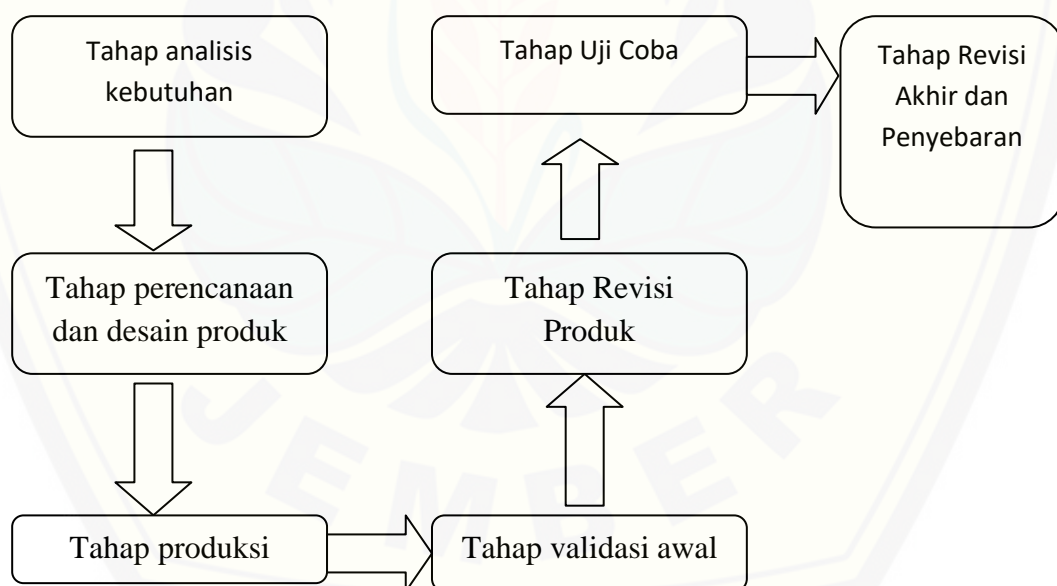 Tahap analisis
kebutuhan
Tahap perencanaan
dan desain produk
Tahap produksi
Tahap validasi awal
Tahap Revisi
Produk
Tahap Uji Coba
Tahap Revisi
Akhir dan
Penyebaran
JEMBER